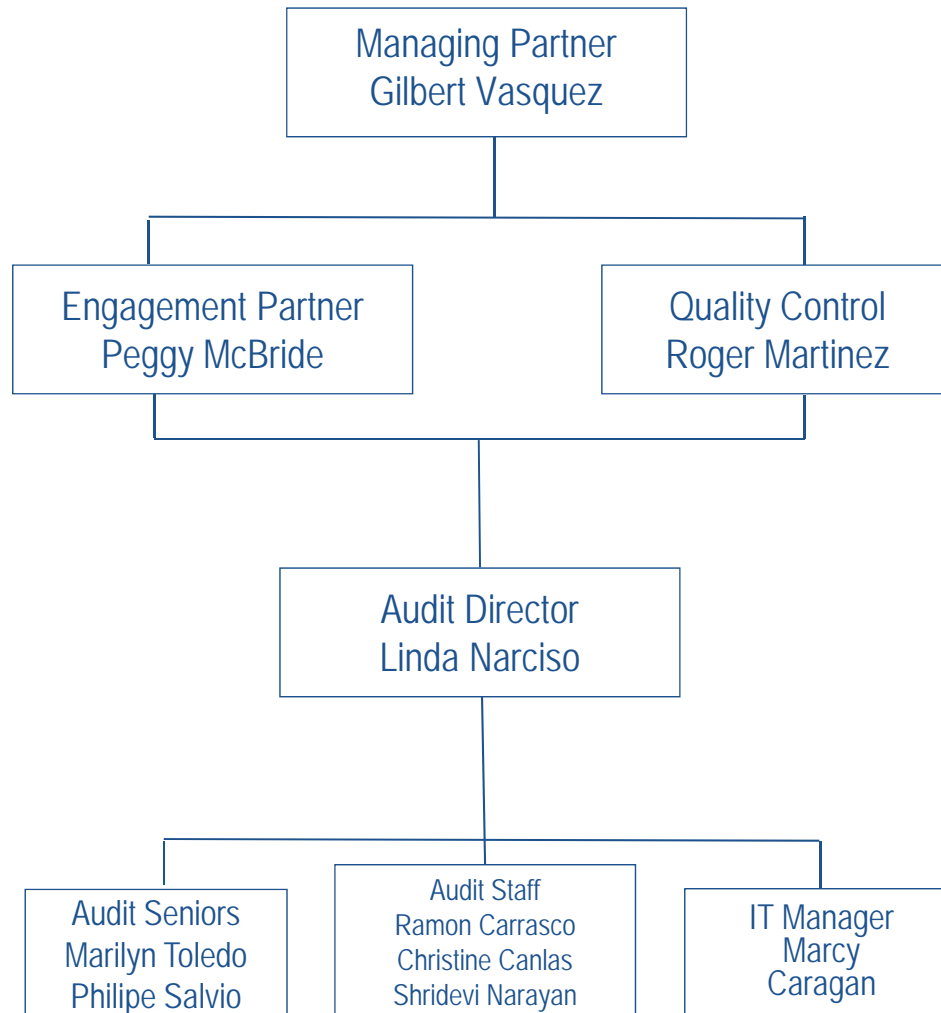 Managing Partner
Gilbert Vasquez
Engagement Partner
Peggy McBride
Quality Control
Roger Martinez
Audit Director
Linda Narciso
Audit Seniors
Marilyn Toledo
Philipe Salvio
Audit Staff
Ramon Carrasco
Christine Canlas
Shridevi Narayan
IT Manager
Marcy
Caragan